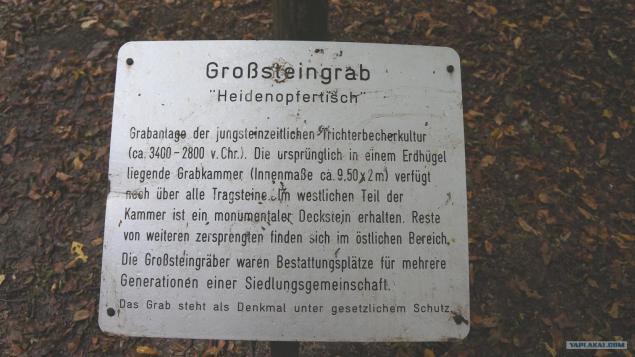 Großsteingrab
"Heidenopfertisch"
Grabanlage der jungsteinzeitlichen Trichterbecherkultur
(ca. 3400-2800 v. Chr.). Die ursprünglich in einem Erdhügel
liegende Grabkammer (Innenmaße ca. 9,50 x 2 m) verfügt
noch über alle Tragsteine. Im westlichen Teil der
Kammer ist ein monumentaler Deckstein erhalten. Reste
von weiteren zersprengten finden sich im östlichen Bereich.
Die Großsteingräber waren Bestattungsplätze für mehrere
Generationen einer Siedlungsgemeinschaft.
Das Grab steht als Denkmal unter gesetzlichem Schutz.
YAPLAKAL.COM